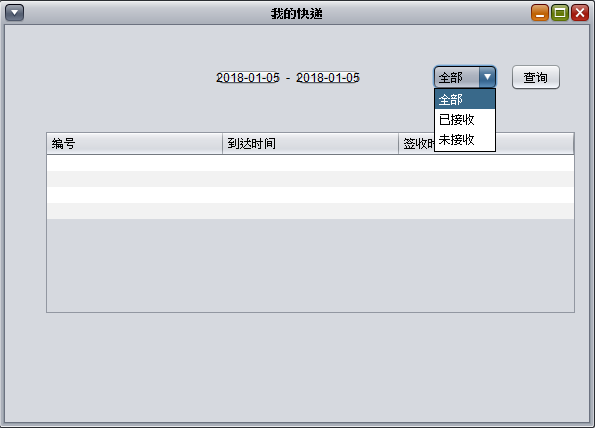 我的快递
2018-01-05 - 2018-01-05 全部 查询
全部
已接收
未接收
编号 到达时间 签收